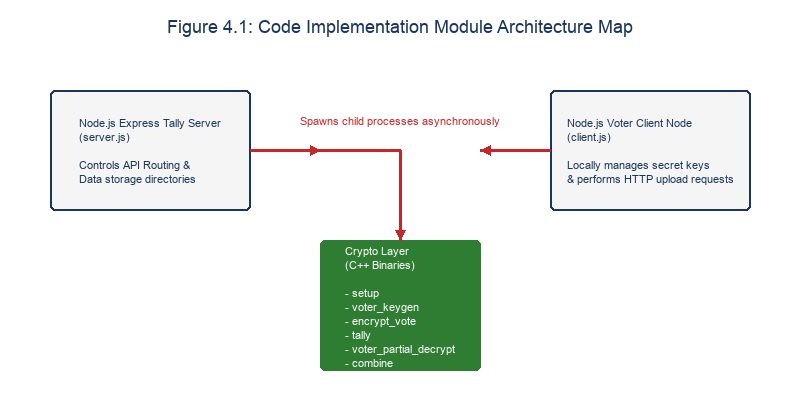 Figure 4.1: Code Implementation Module Architecture Map
Node.js Express Tally Server
(server.js)
Controls API Routing &
Data storage directories
Spawns child processes asynchronously
Node.js Voter Client Node
(client.js)
Locally manages secret keys
& performs HTTP upload requests
Crypto Layer
(C++ Binaries)
- setup
- voter_keygen
- encrypt_vote
- tally
- voter_partial_decrypt
- combine